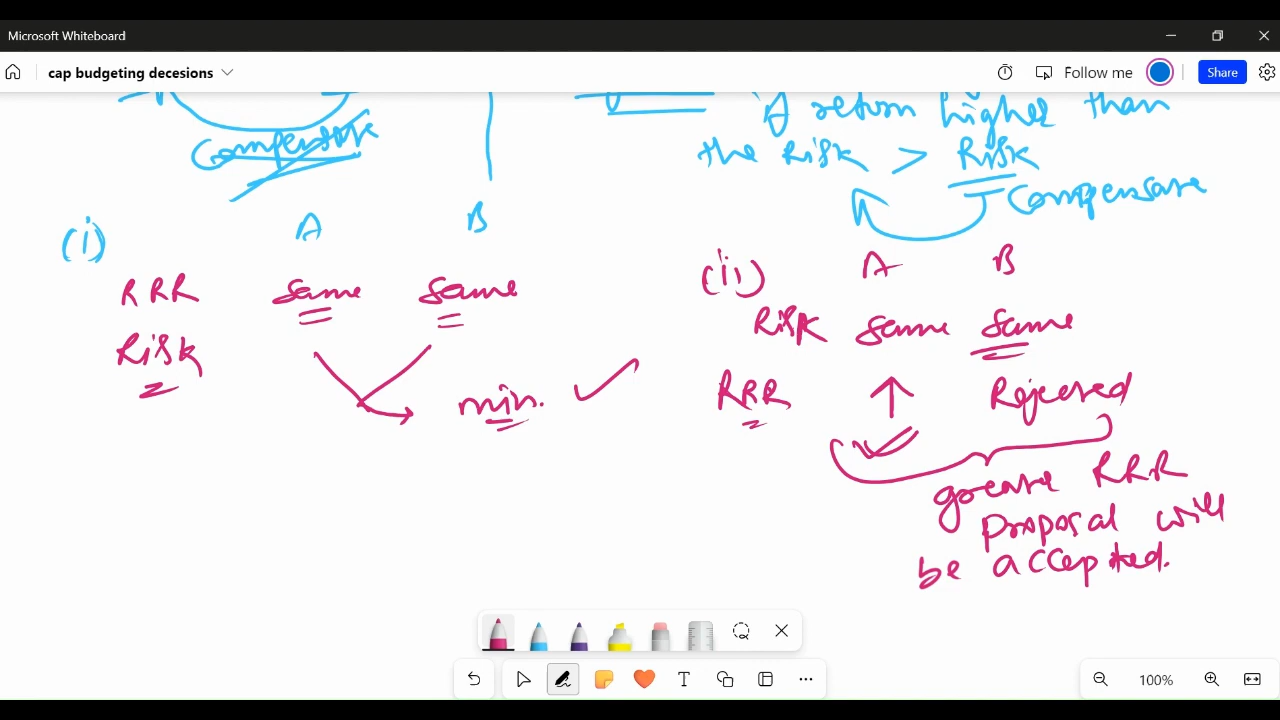 Microsoft Whiteboard
cap budgeting decesions
Follow me
Share
if return higher than
the Risk > Risk
Compensate
(i)
A B
RRR Same Same
Risk
min.
(ii) A B
Risk Same Same
RRR Rejected
RRR
proposal will
be accepted.
T
100%